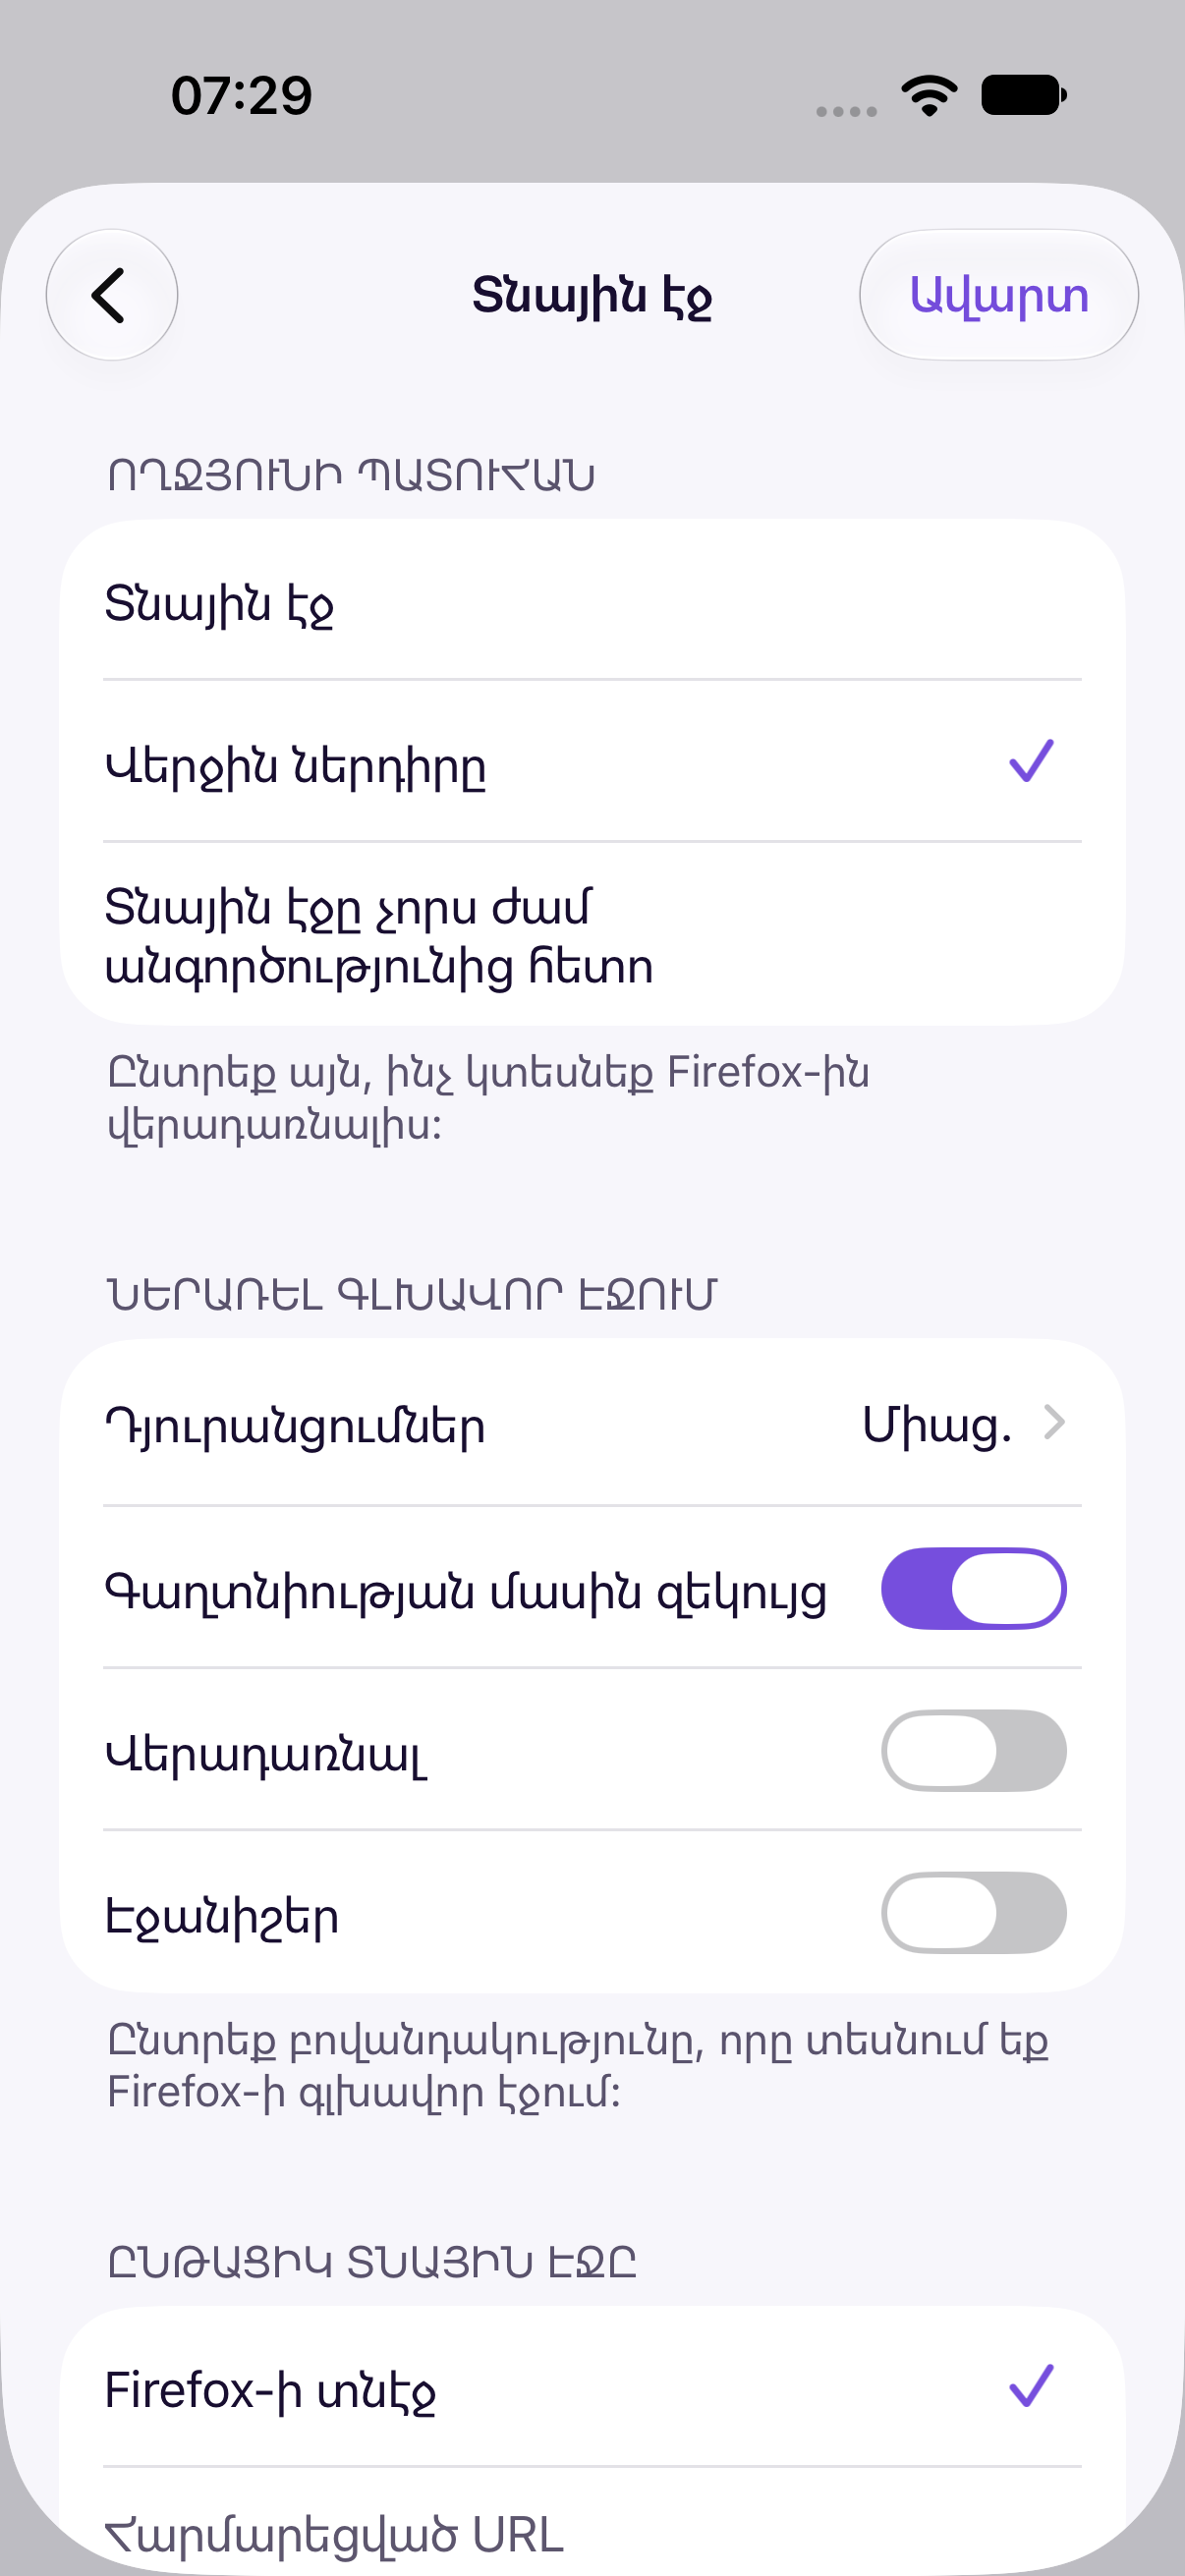 07:29
Տնային էջ
Ավարտ
ՈՂՋՅՈՒՆԻ ՊԱՏՈՒՀԱՆ
Տնային էջ
Վերջին ներդիրը
Տնային էջը չորս ժամ
անգործությունից հետո
Ընտրեք այն, ինչ կտեսնեք Firefox-ին
վերադառնալիս:
ՆԵՐԱՌԵԼ ԳԼԽԱՎՈՐ ԷՋՈՒՄ
Դյուրանցումներ
Միաց.
Գաղտնիության մասին զեկույց
Վերադառնալ
Էջանիշեր
Ընտրեք բովանդակությունը, որը տեսնում եք
Firefox-ի գլխավոր էջում:
ԸՆԹԱՑԻԿ ՏՆԱՅԻՆ ԷՋԸ
Firefox-ի տնէջ
Հարմարեցված URL